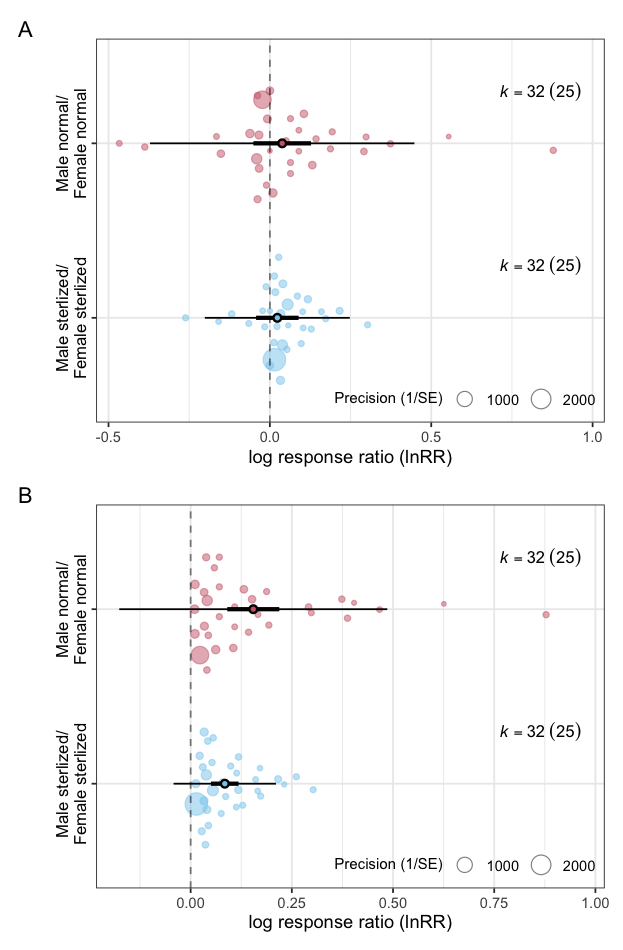 A
Male normal/
Female normal
k = 32 (25)
Male sterlized/
Female sterlized
k = 32 (25)
Precision (1/SE) 1000 2000
-0.5 0.0 0.5 1.0
log response ratio (lnRR)
B
Male normal/
Female normal
k = 32 (25)
Male sterlized/
Female sterlized
k = 32 (25)
Precision (1/SE) 1000 2000
0.00 0.25 0.50 0.75 1.00
log response ratio (lnRR)